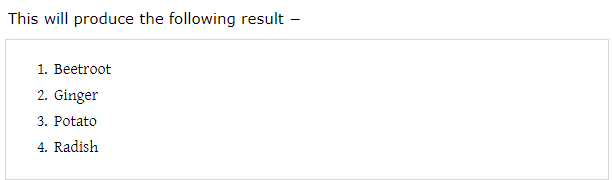 This will produce the following result −
1. Beetroot
2. Ginger
3. Potato
4. Radish